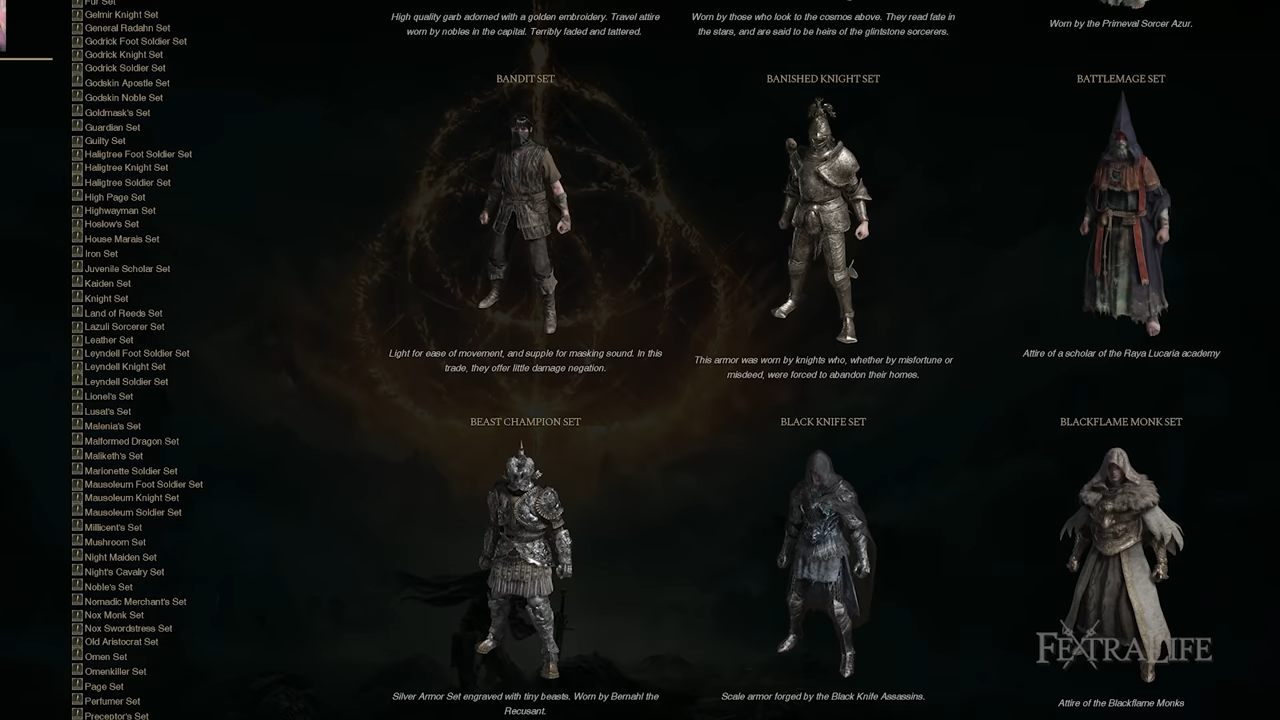 Fur Set
Gelmir Knight Set
General Radahn Set
Godrick Foot Soldier Set
Godrick Knight Set
Godrick Soldier Set
Godskin Apostle Set
Godskin Noble Set
Goldmask's Set
Guardian Set
Guilty Set
Haligtree Foot Soldier Set
Haligtree Knight Set
Haligtree Soldier Set
High Page Set
Highwayman Set
Hoslow's Set
House Marais Set
Iron Set
Juvenile Scholar Set
Kaiden Set
Knight Set
Land of Reeds Set
Lazuli Sorcerer Set
Leather Set
Leyndell Foot Soldier Set
Leyndell Knight Set
Leyndell Soldier Set
Lionel's Set
Lusat's Set
Malenia's Set
Malformed Dragon Set
Maliketh's Set
Marionette Soldier Set
Mausoleum Foot Soldier Set
Mausoleum Knight Set
Mausoleum Soldier Set
Millicent's Set
Mushroom Set
Night Maiden Set
Night's Cavalry Set
Noble's Set
Nomadic Merchant's Set
Nox Monk Set
Nox Swordstress Set
Old Aristocrat Set
Omen Set
Omenkiller Set
Page Set
Perfumer Set
Preceptor's Set
High quality garb adorned with a golden embroidery. Travel attire
worn by nobles in the capital. Terribly faded and tattered.
Worn by those who look to the cosmos above. They read fate in
the stars, and are said to be heirs of the glintstone sorcerers.
Worn by the Primeval Sorcer Azur.
BANDIT SET
BANISHED KNIGHT SET
BATTLEMAGE SET
Light for ease of movement, and supple for masking sound. In this
trade, they offer little damage negation.
This armor was worn by knights who, whether by misfortune or
misdeed, were forced to abandon their homes.
Attire of a scholar of the Raya Lucaria academy
BEAST CHAMPION SET
BLACK KNIFE SET
BLACKFLAME MONK SET
Silver Armor Set engraved with tiny beasts. Worn by Bernahl the
Recusant.
Scale armor forged by the Black Knife Assassins.
Attire of the Blackflame Monks
FEXTRALIFE